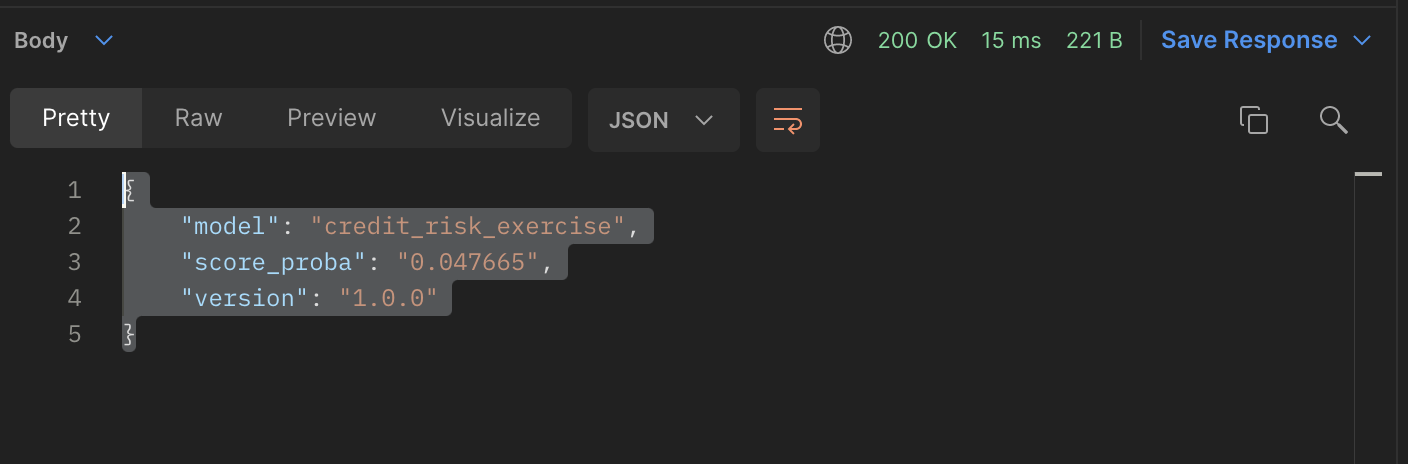 Body 200 OK 15 ms 221 B Save Response
Pretty Raw Preview Visualize JSON
1 {
2 "model": "credit_risk_exercise",
3 "score_proba": "0.047665",
4 "version": "1.0.0"
5 }